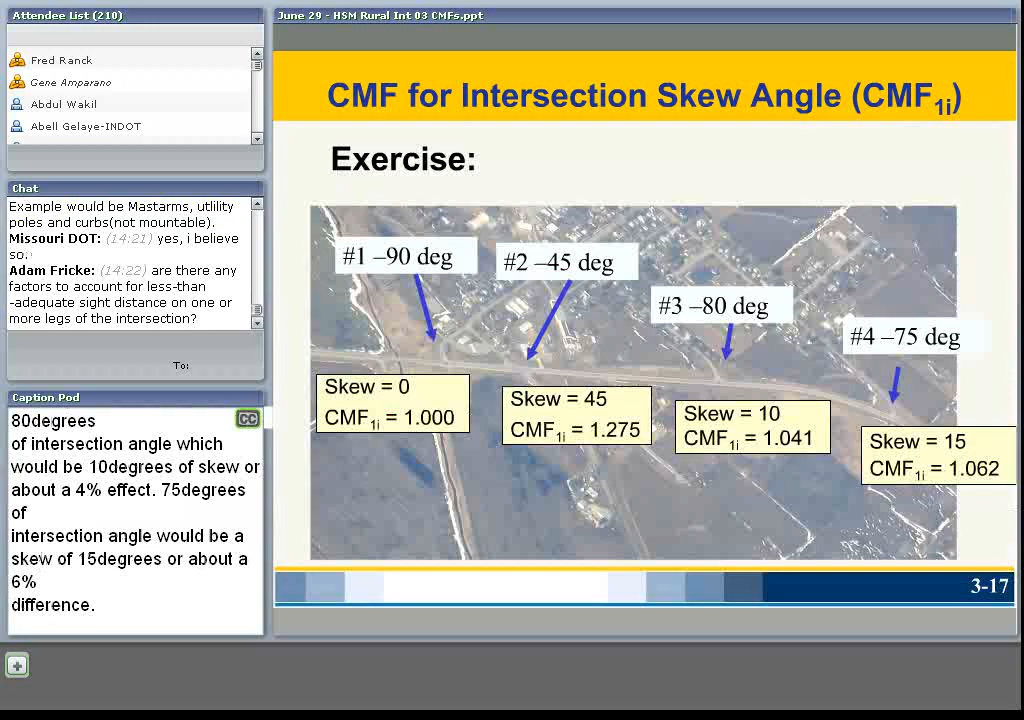 Attendee List (210)
Fred Ranck
Gene Amparano
Abdul Wakil
Abell Gelaye-INDOT
Chat
Example would be Mastarms, utlility
poles and curbs(not mountable).
Missouri DOT: (14:21) yes, i believe
so.
Adam Fricke: (14:22) are there any
factors to account for less-than
-adequate sight distance on one or
more legs of the intersection?
To:
Caption Pod
CC
80degrees
of intersection angle which
would be 10degrees of skew or
about a 4% effect. 75degrees
of
intersection angle would be a
skew of 15degrees or about a
6%
difference.
June 29 - HSM Rural Int 03 CMFs.ppt
CMF for Intersection Skew Angle (CMF1i)
Exercise:
#1 –90 deg
#2 –45 deg
#3 –80 deg
#4 –75 deg
Skew = 0
CMF1i = 1.000
Skew = 45
CMF1i = 1.275
Skew = 10
CMF1i = 1.041
Skew = 15
CMF1i = 1.062
3-17